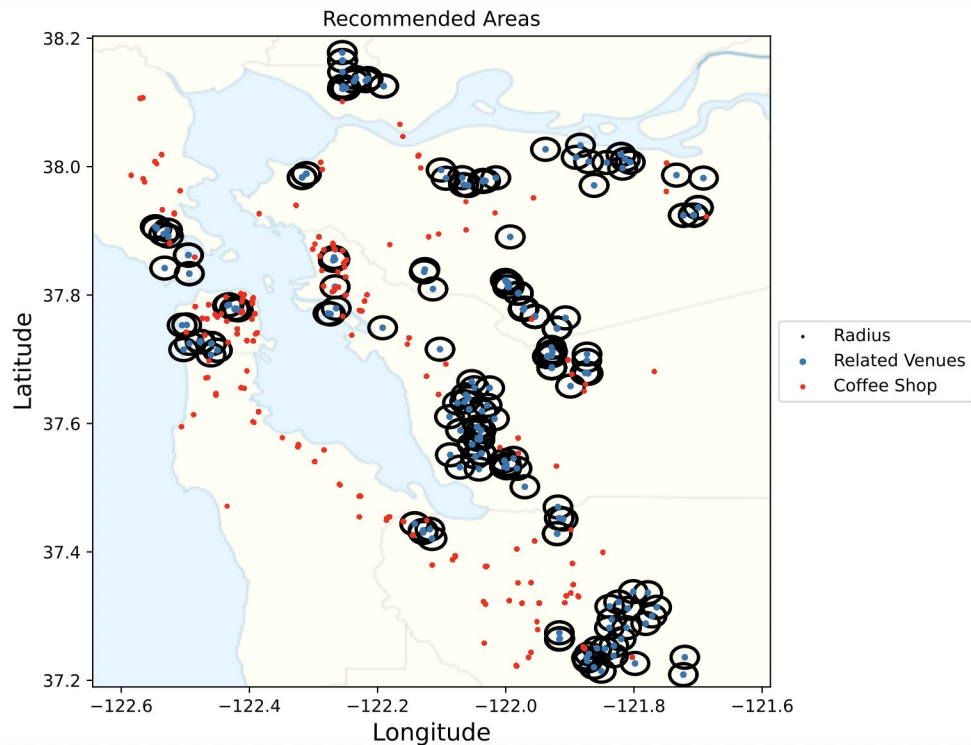 Recommended Areas
38.2
38.0
37.8
37.6
37.4
37.2
Latitude
−122.6 −122.4 −122.2 −122.0 −121.8 −121.6
Longitude
Radius
Related Venues
Coffee Shop